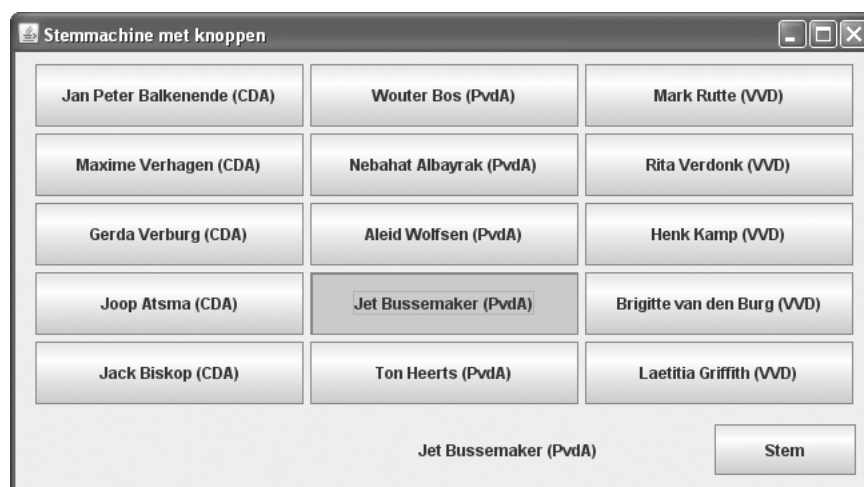 Stemmachine met knoppen
Jan Peter Balkenende (CDA) Wouter Bos (PvdA) Mark Rutte (VVD)
Maxime Verhagen (CDA) Nebahat Albayrak (PvdA) Rita Verdonk (VVD)
Gerda Verburg (CDA) Aleid Wolfsen (PvdA) Henk Kamp (VVD)
Joop Atsma (CDA) Jet Bussemaker (PvdA) Brigitte van den Burg (VVD)
Jack Biskop (CDA) Ton Heerts (PvdA) Laetitia Griffith (VVD)
Jet Bussemaker (PvdA) Stem